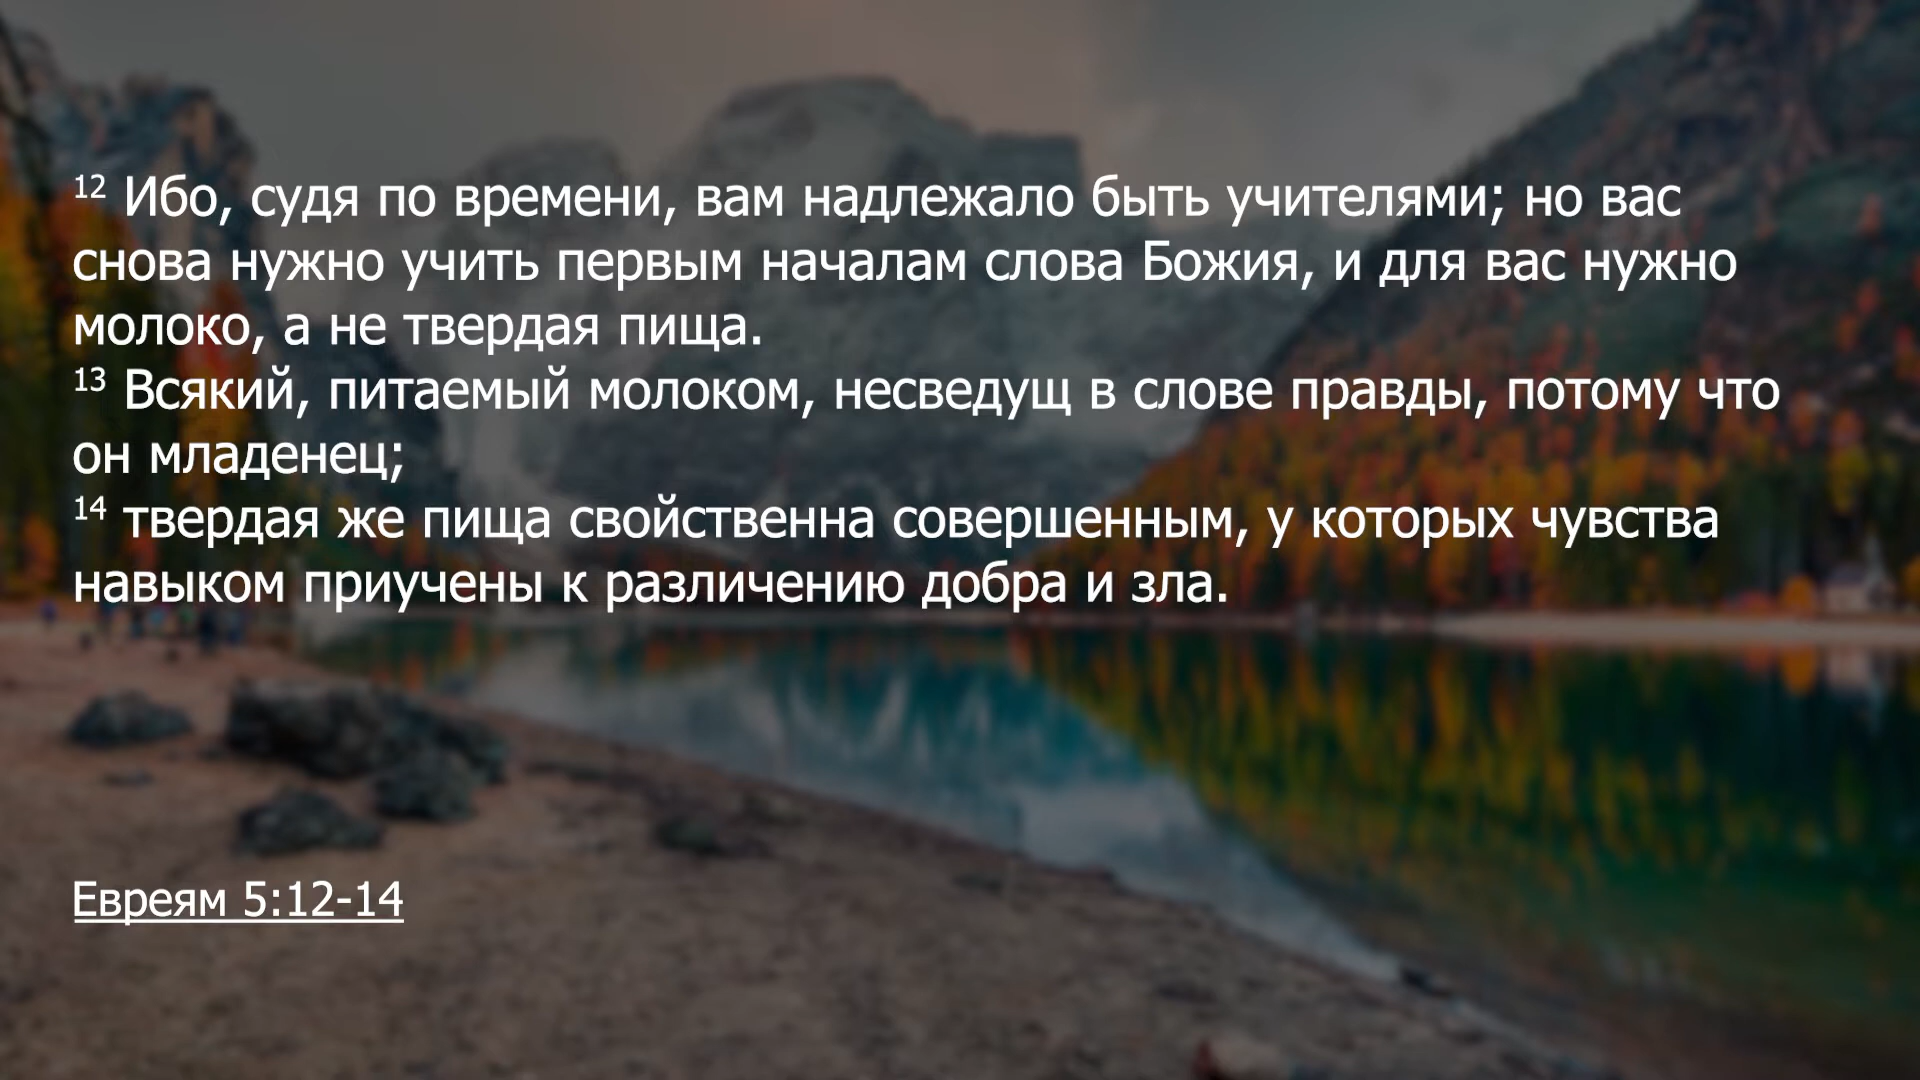 12 Ибо, судя по времени, вам надлежало быть учителями; но вас
снова нужно учить первым началам слова Божия, и для вас нужно
молоко, а не твердая пища.
13 Всякий, питаемый молоком, несведущ в слове правды, потому что
он младенец;
14 твердая же пища свойственна совершенным, у которых чувства
навыком приучены к различению добра и зла.
Евреям 5:12-14